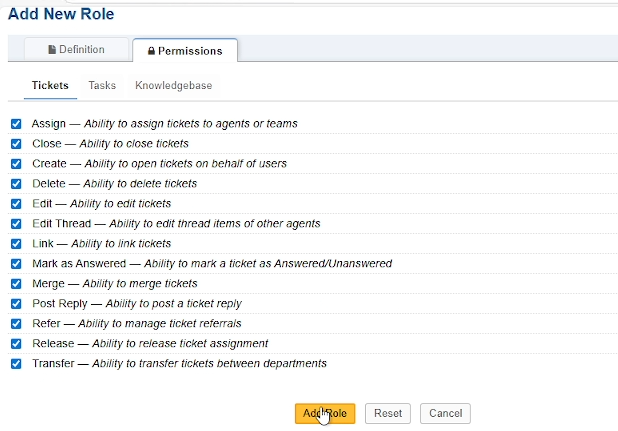 Add New Role
Definition
Permissions
Tickets Tasks Knowledgebase
Assign — Ability to assign tickets to agents or teams
Close — Ability to close tickets
Create — Ability to open tickets on behalf of users
Delete — Ability to delete tickets
Edit — Ability to edit tickets
Edit Thread — Ability to edit thread items of other agents
Link — Ability to link tickets
Mark as Answered — Ability to mark a ticket as Answered/Unanswered
Merge — Ability to merge tickets
Post Reply — Ability to post a ticket reply
Refer — Ability to manage ticket referrals
Release — Ability to release ticket assignment
Transfer — Ability to transfer tickets between departments
Add Role Reset Cancel